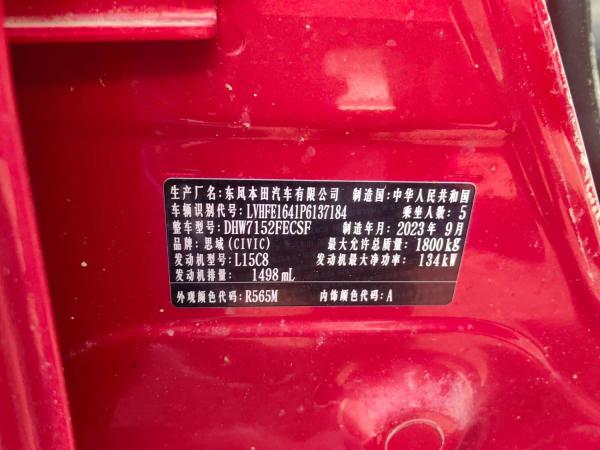 生产厂名：东风本田汽车有限公司 制造国：中华人民共和国
车辆识别代号：LVHFE1641P6137184 乘坐人数：5
整车型号：DHW7152FECSF 制造年月：2023年9月
品牌：思域(CIVIC) 最大允许总质量：1800kg
发动机型号：L15C8 发动机最大净功率：134kW
发动机排量：1498mL
外观颜色代码：R565M 内饰颜色代码：A